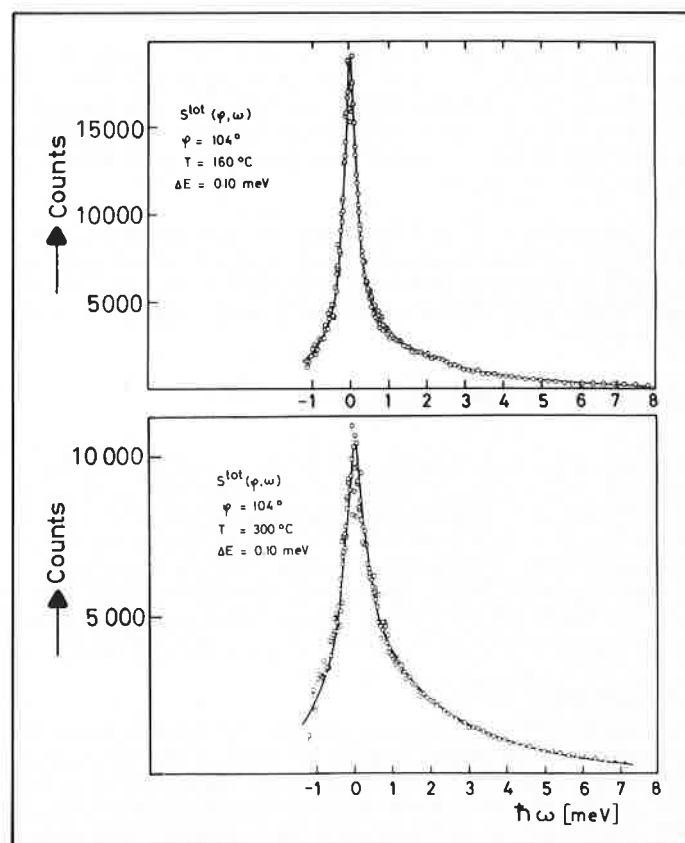 15000
10000
5000
Counts
S^tot (φ,ω)
φ = 104°
T = 160 °C
ΔE = 0.10 meV
-1 0 1 2 3 4 5 6 7 8
10 000
5 000
Counts
S^tot (φ,ω)
φ = 104°
T = 300 °C
ΔE = 0.10 meV
-1 0 1 2 3 4 5 6 7 8
ħω [meV]